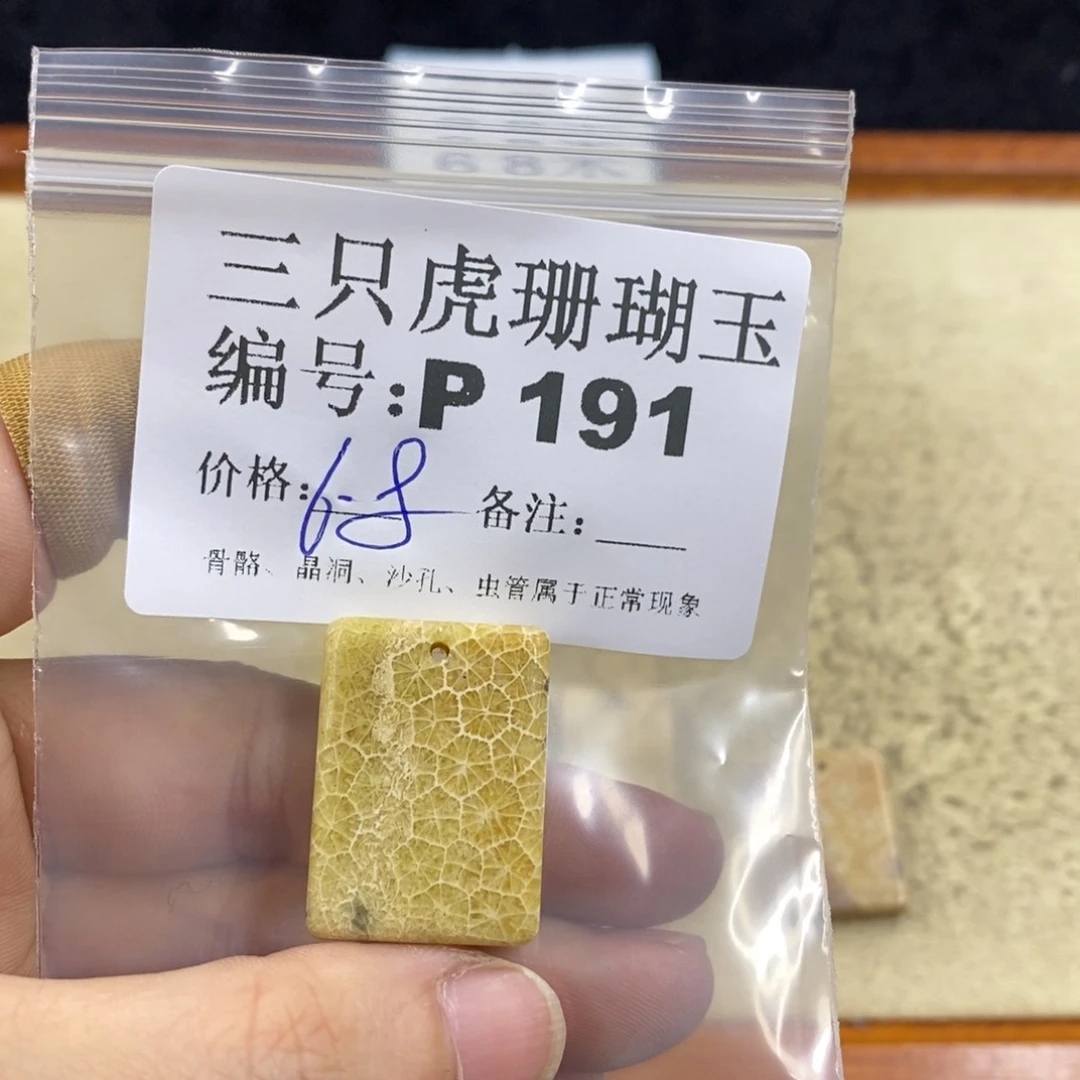 三只虎珊瑚玉
编号:P 191
价格:68 备注:___
骨骼、晶洞、沙孔、虫管属于正常现象